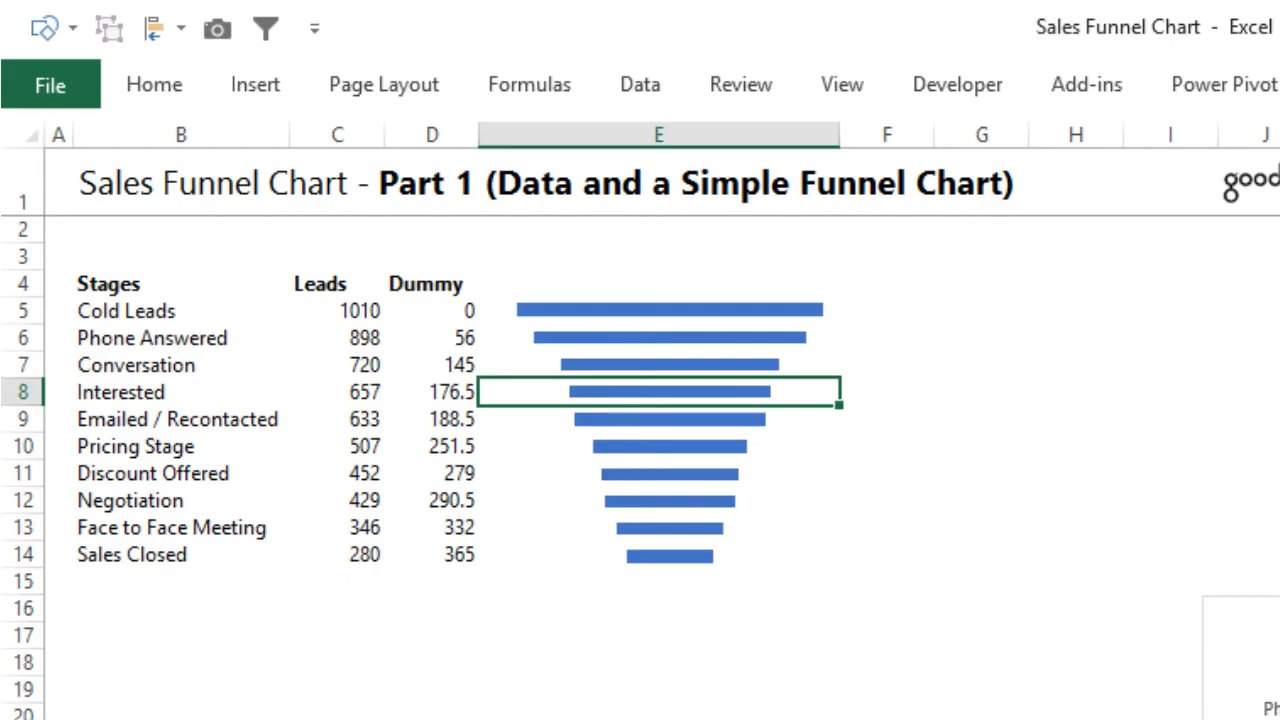 Sales Funnel Chart - Excel
File Home Insert Page Layout Formulas Data Review View Developer Add-ins Power Pivot
A B C D E F G H I J
1 Sales Funnel Chart - Part 1 (Data and a Simple Funnel Chart) good
2
3
4 Stages Leads Dummy
5 Cold Leads 1010 0
6 Phone Answered 898 56
7 Conversation 720 145
8 Interested 657 176.5
9 Emailed / Recontacted 633 188.5
10 Pricing Stage 507 251.5
11 Discount Offered 452 279
12 Negotiation 429 290.5
13 Face to Face Meeting 346 332
14 Sales Closed 280 365
15
16
17
18
19
20 Ph